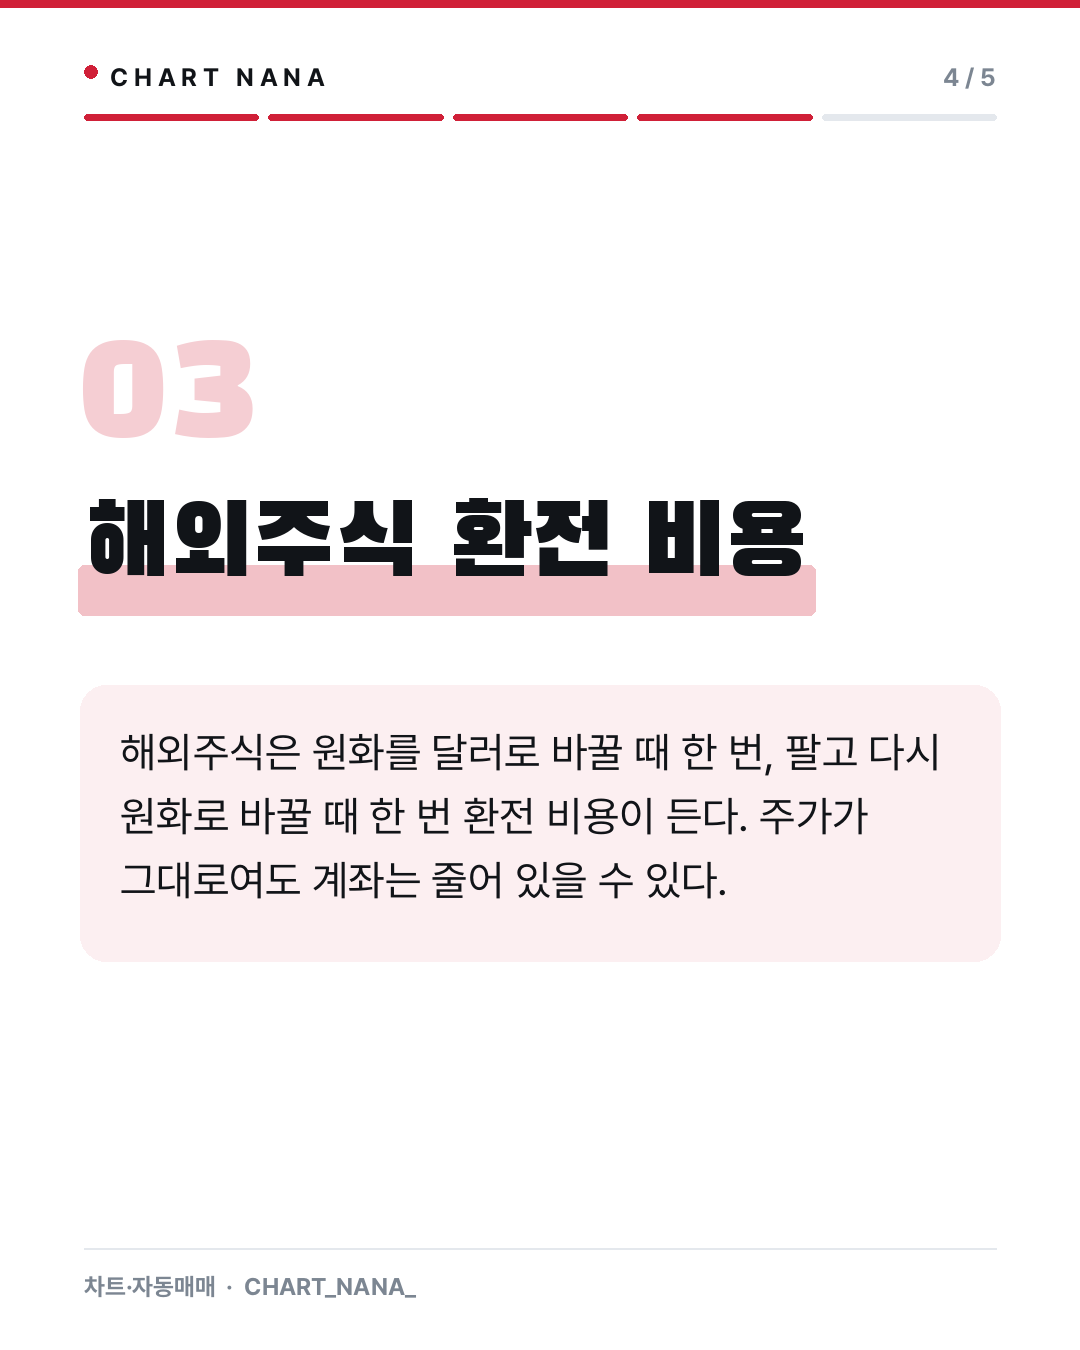 CHART NANA
4 / 5
03
해외주식 환전 비용
해외주식은 원화를 달러로 바꿀 때 한 번, 팔고 다시
원화로 바꿀 때 한 번 환전 비용이 든다. 주가가
그대로여도 계좌는 줄어 있을 수 있다.
차트·자동매매 · CHART_NANA_